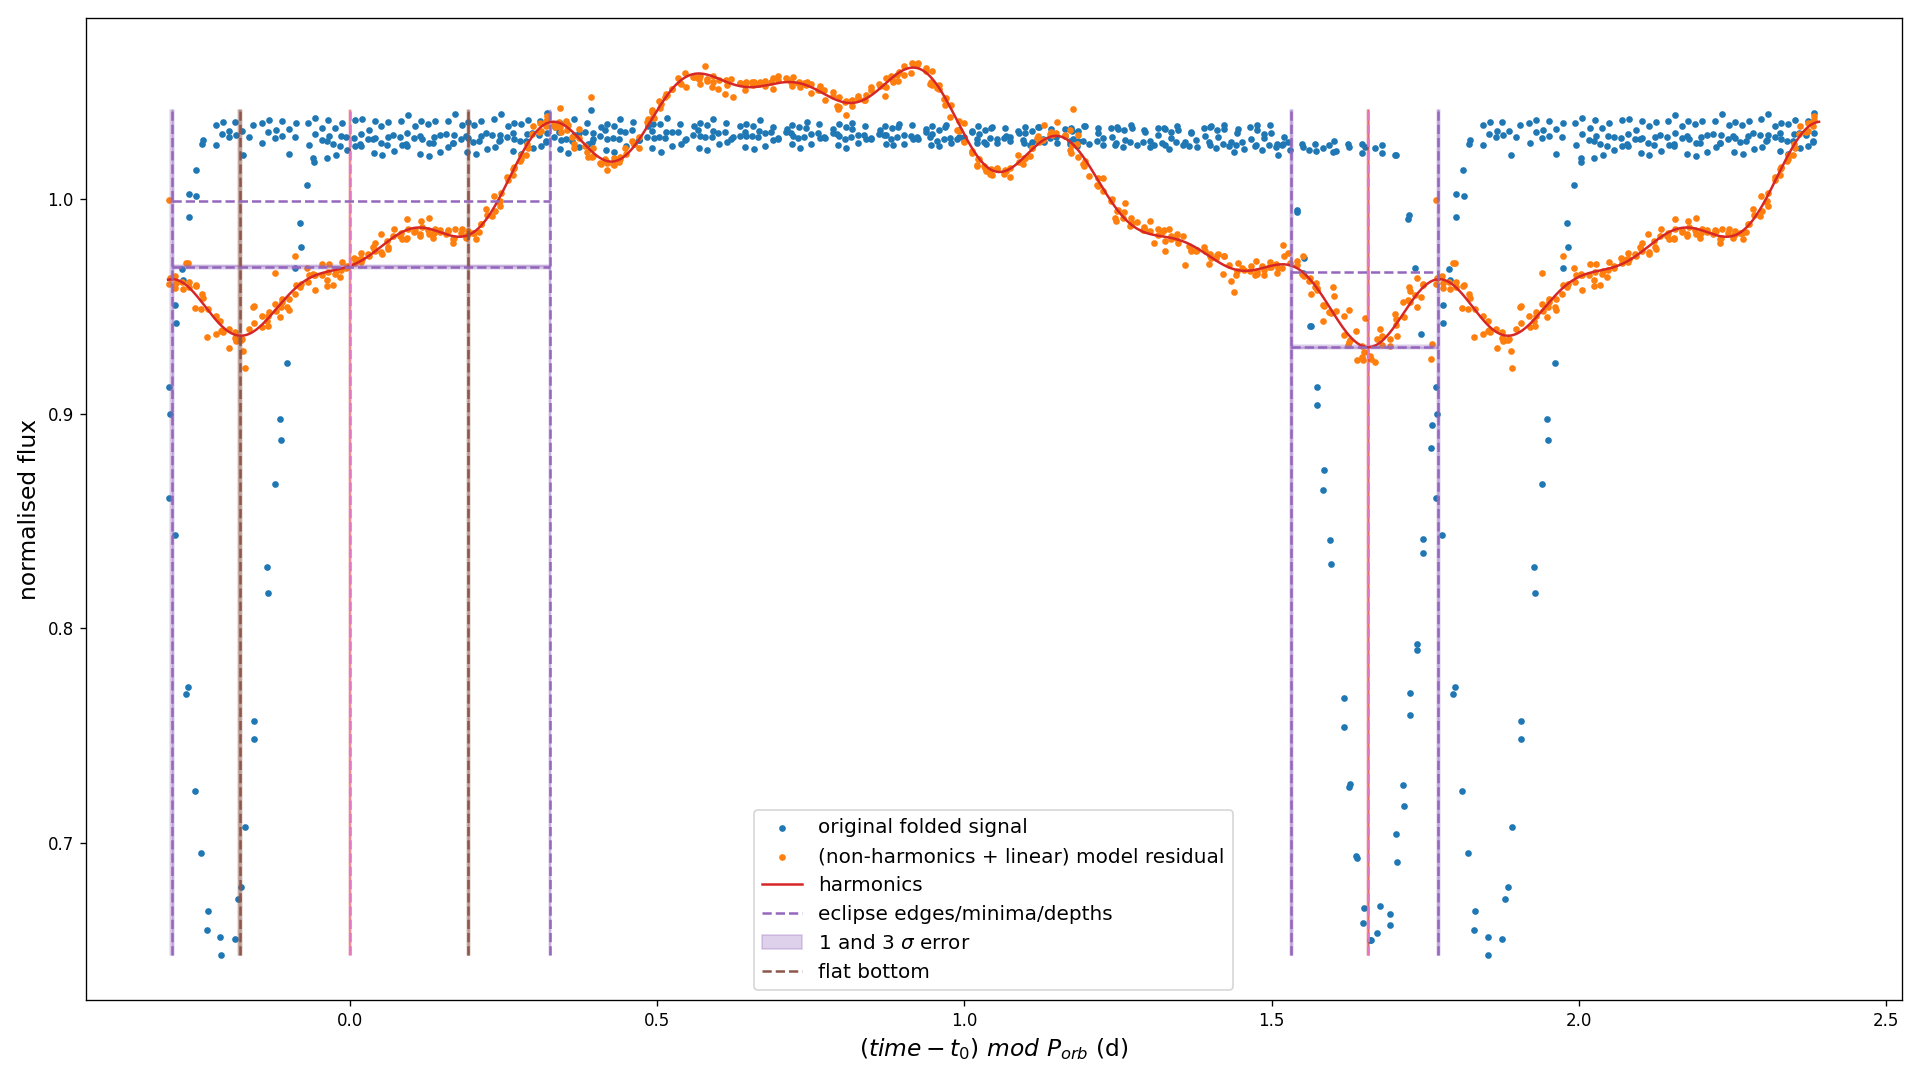 normalised flux
1.0
0.9
0.8
0.7
0.0
0.5
1.0
1.5
2.0
2.5
(time − t₀) mod Pₒᵣb (d)
original folded signal
(non-harmonics + linear) model residual
harmonics
eclipse edges/minima/depths
1 and 3 σ error
flat bottom